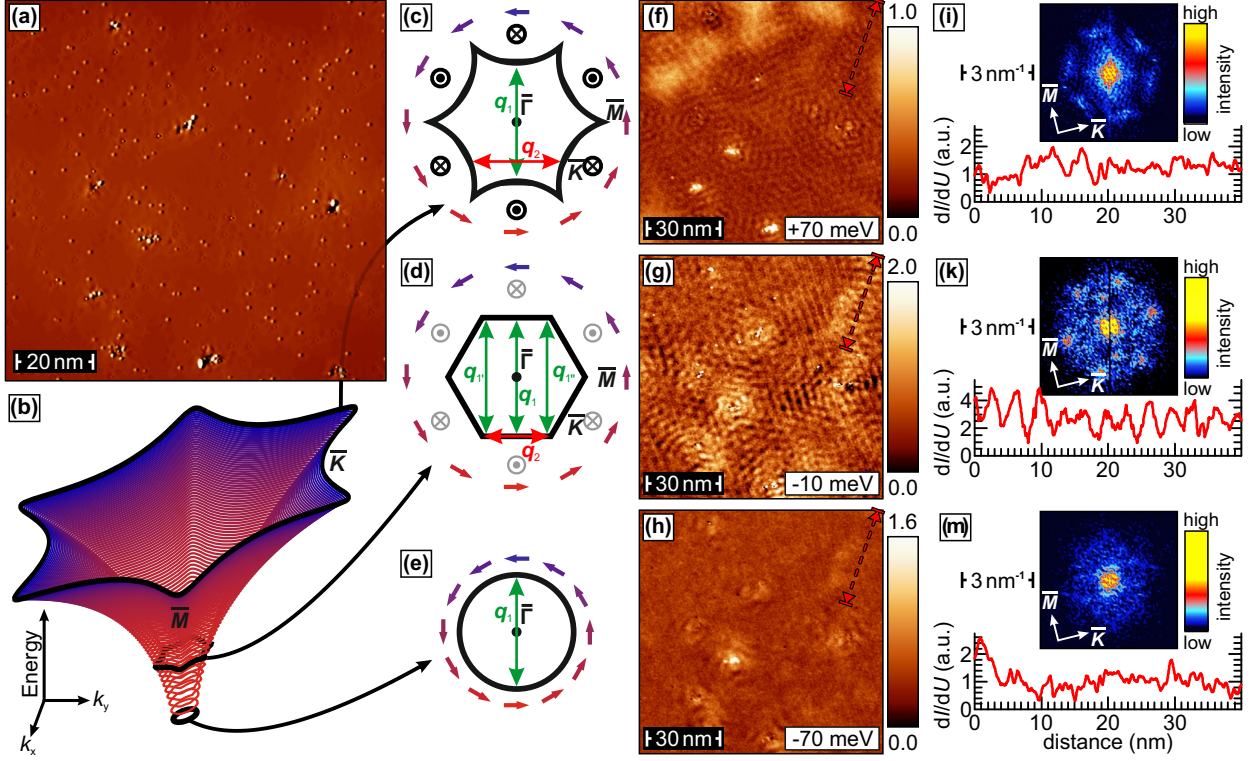 (a)
20 nm
(b)
K
M
Energy
ky
kx
(c)
q1
Γ
M
q2
K
(d)
Γ
q1'
q1
q1''
M
K
q2
(e)
q1
Γ
(f)
1.0
30 nm
+70 meV
0.0
(g)
2.0
30 nm
-10 meV
0.0
(h)
1.6
30 nm
-70 meV
0.0
(i)
high
3 nm⁻¹
intensity
M
K
low
dI/dU (a.u.)
2
1
0
0 10 20 30
(k)
high
3 nm⁻¹
intensity
M
K
low
dI/dU (a.u.)
4
2
0
0 10 20 30
(m)
high
3 nm⁻¹
intensity
M
K
low
dI/dU (a.u.)
2
1
0
0 10 20 30
distance (nm)